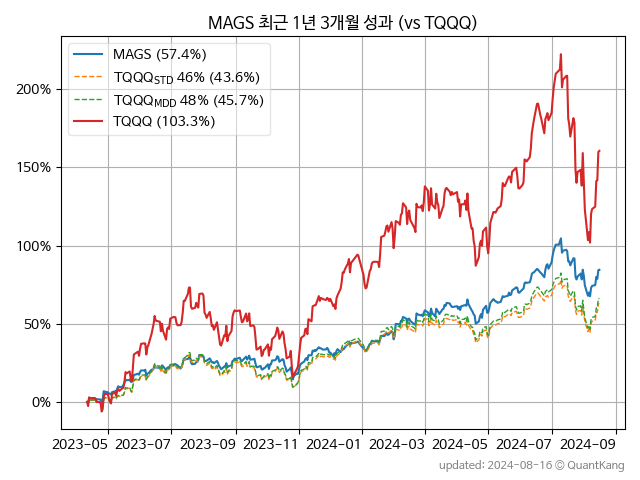 MAGS 최근 1년 3개월 성과 (vs TQQQ)
MAGS (57.4%)
TQQQSTD 46% (43.6%)
TQQQMDD 48% (45.7%)
TQQQ (103.3%)
200%
150%
100%
50%
0%
2023-05 2023-07 2023-09 2023-11 2024-01 2024-03 2024-05 2024-07 2024-09
updated: 2024-08-16 © QuantKang